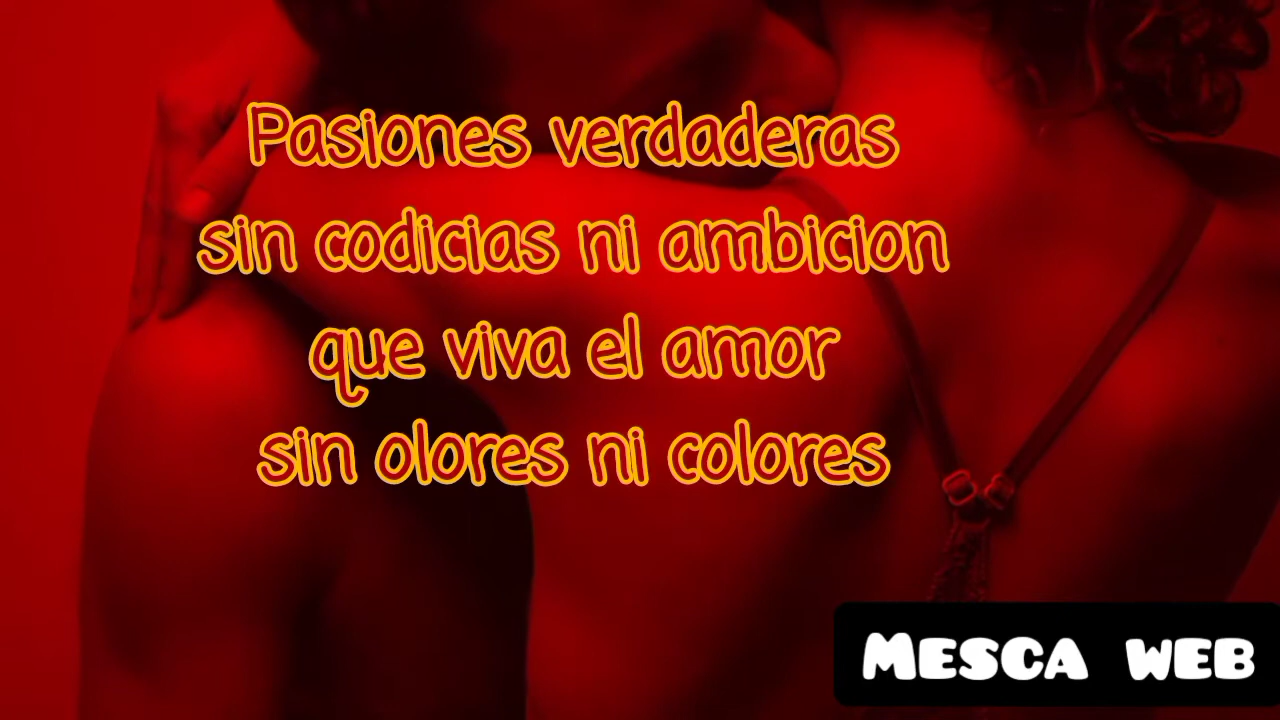 Pasiones verdaderas
sin codicias ni ambicion
que viva el amor
sin olores ni colores
MESCA WEB